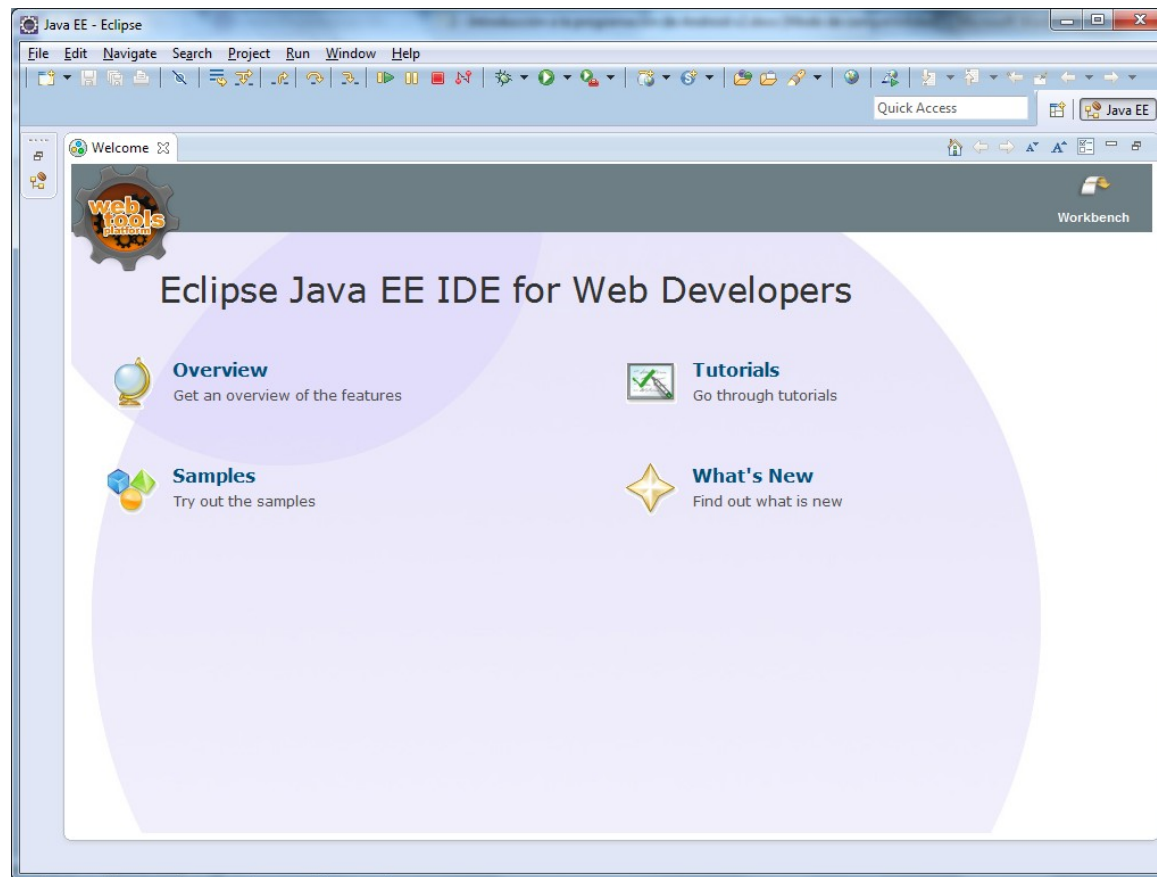 Java EE - Eclipse
File Edit Navigate Search Project Run Window Help
Quick Access
Java EE
Welcome
web
tools
platform
Workbench
Eclipse Java EE IDE for Web Developers
Overview
Get an overview of the features
Tutorials
Go through tutorials
Samples
Try out the samples
What's New
Find out what is new